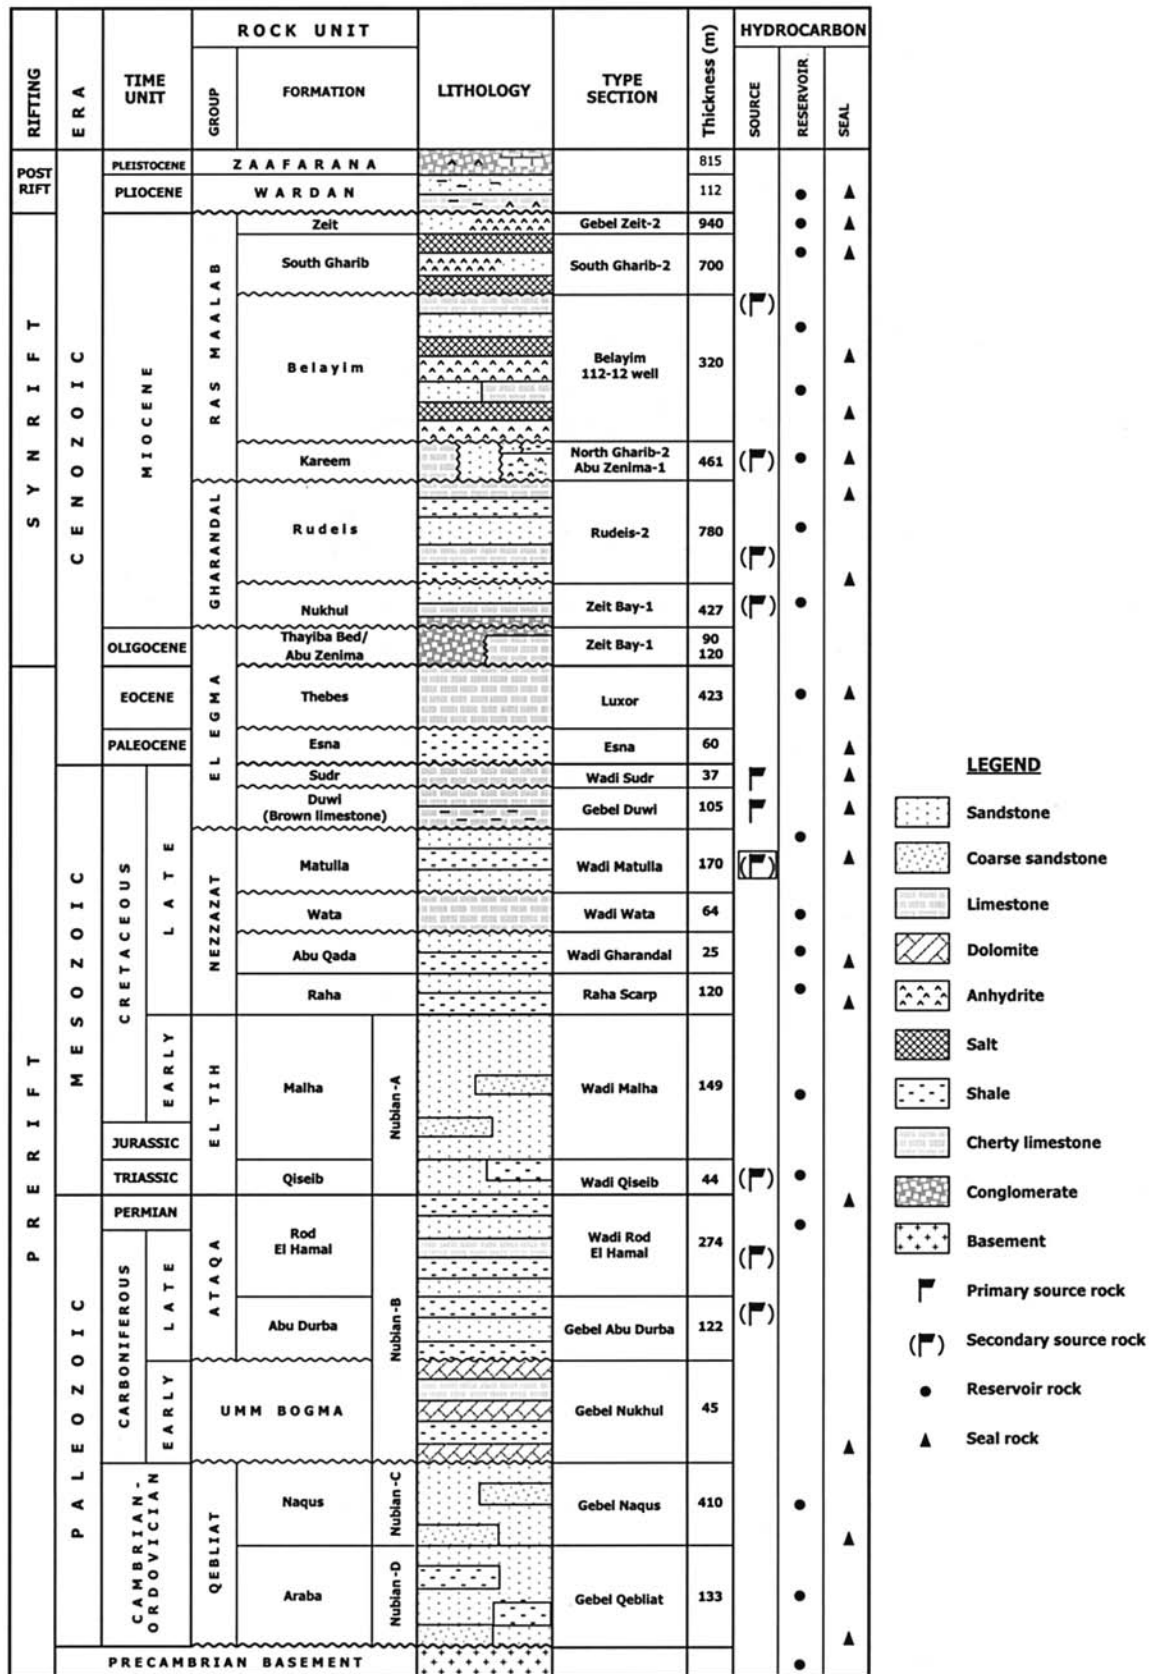 RIFTING
ERA
TIME UNIT
ROCK UNIT
GROUP
FORMATION
LITHOLOGY
TYPE SECTION
Thickness (m)
HYDROCARBON
SOURCE
RESERVOIR
SEAL
POST RIFT
SYNRIFT
PRERIFT
CENOZOIC
MESOZOIC
PALEOZOIC
PLEISTOCENE
ZAAFARANA
815
PLIOCENE
WARDAN
112
MIOCENE
RAS MAALAB
Zeit
Gebel Zeit-2
940
South Gharib
South Gharib-2
700
Belayim
Belayim
112-12 well
320
Kareem
North Gharib-2
Abu Zenima-1
461
GHARANDAL
Rudeis
Rudeis-2
780
Nukhul
Zeit Bay-1
427
OLIGOCENE
EL EGMA
Thayiba Bed/
Abu Zenima
Zeit Bay-1
90
120
EOCENE
Thebes
Luxor
423
PALEOCENE
Esna
Esna
60
CRETACEOUS
LATE
Sudr
Wadi Sudr
37
Duwi
(Brown limestone)
Gebel Duwi
105
NEZZAZAT
Matulla
Wadi Matulla
170
Wata
Wadi Wata
64
Abu Qada
Wadi Gharandal
25
Raha
Raha Scarp
120
EARLY
EL TIH
Malha
Nubian-A
Wadi Malha
149
JURASSIC
TRIASSIC
Qiseib
Wadi Qiseib
44
PERMIAN
CARBONIFEROUS
LATE
ATAQA
Rod
El Hamal
Nubian-B
Wadi Rod
El Hamal
274
Abu Durba
Gebel Abu Durba
122
EARLY
UMM BOGMA
Gebel Nukhul
45
CAMBRIAN-
ORDOVICIAN
QEBLIAT
Naqus
Nubian-C
Gebel Naqus
410
Araba
Nubian-D
Gebel Qebliat
133
PRECAMBRIAN BASEMENT
LEGEND
Sandstone
Coarse sandstone
Limestone
Dolomite
Anhydrite
Salt
Shale
Cherty limestone
Conglomerate
Basement
Primary source rock
Secondary source rock
Reservoir rock
Seal rock